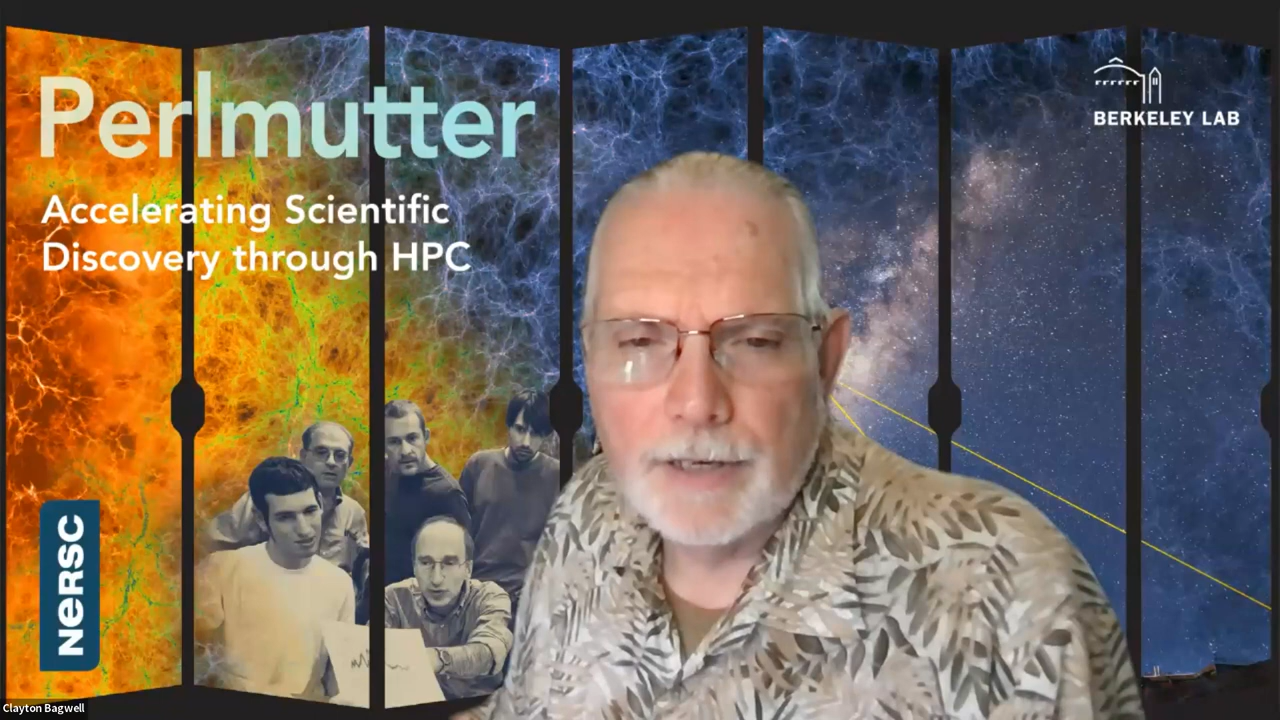 Perlmutter
Accelerating Scientific
Discovery through HPC
BERKELEY LAB
NERSC
Clayton Bagwell